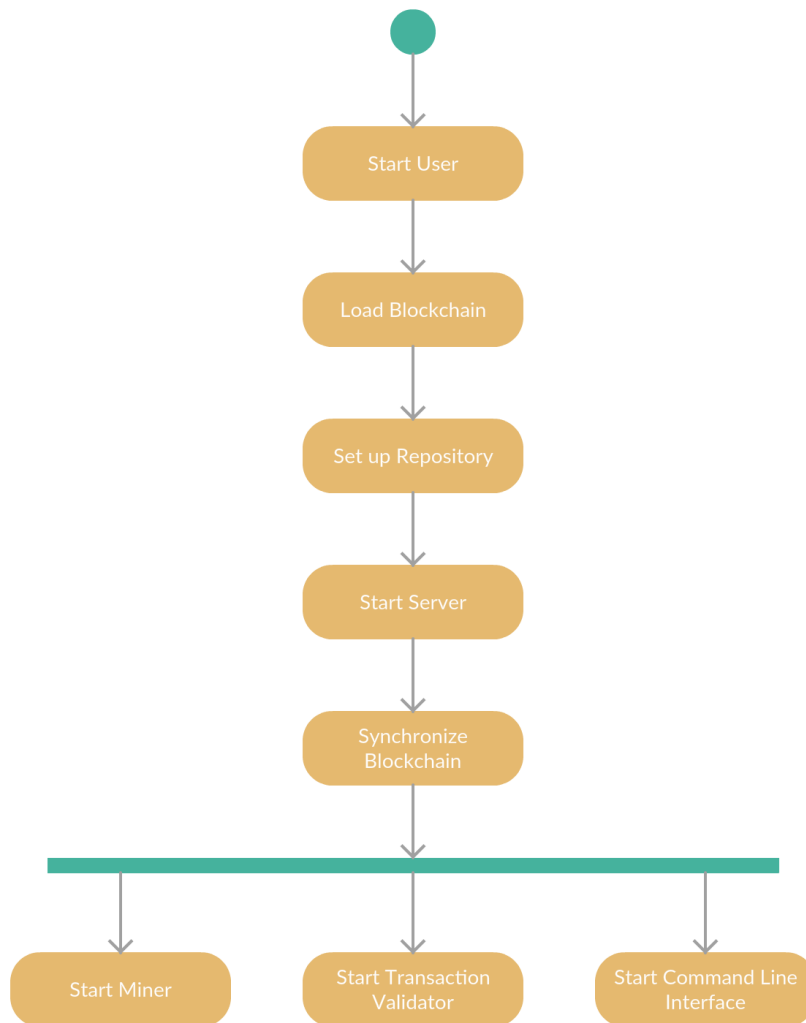 Start User
Load Blockchain
Set up Repository
Start Server
Synchronize
Blockchain
Start Miner
Start Transaction
Validator
Start Command Line
Interface